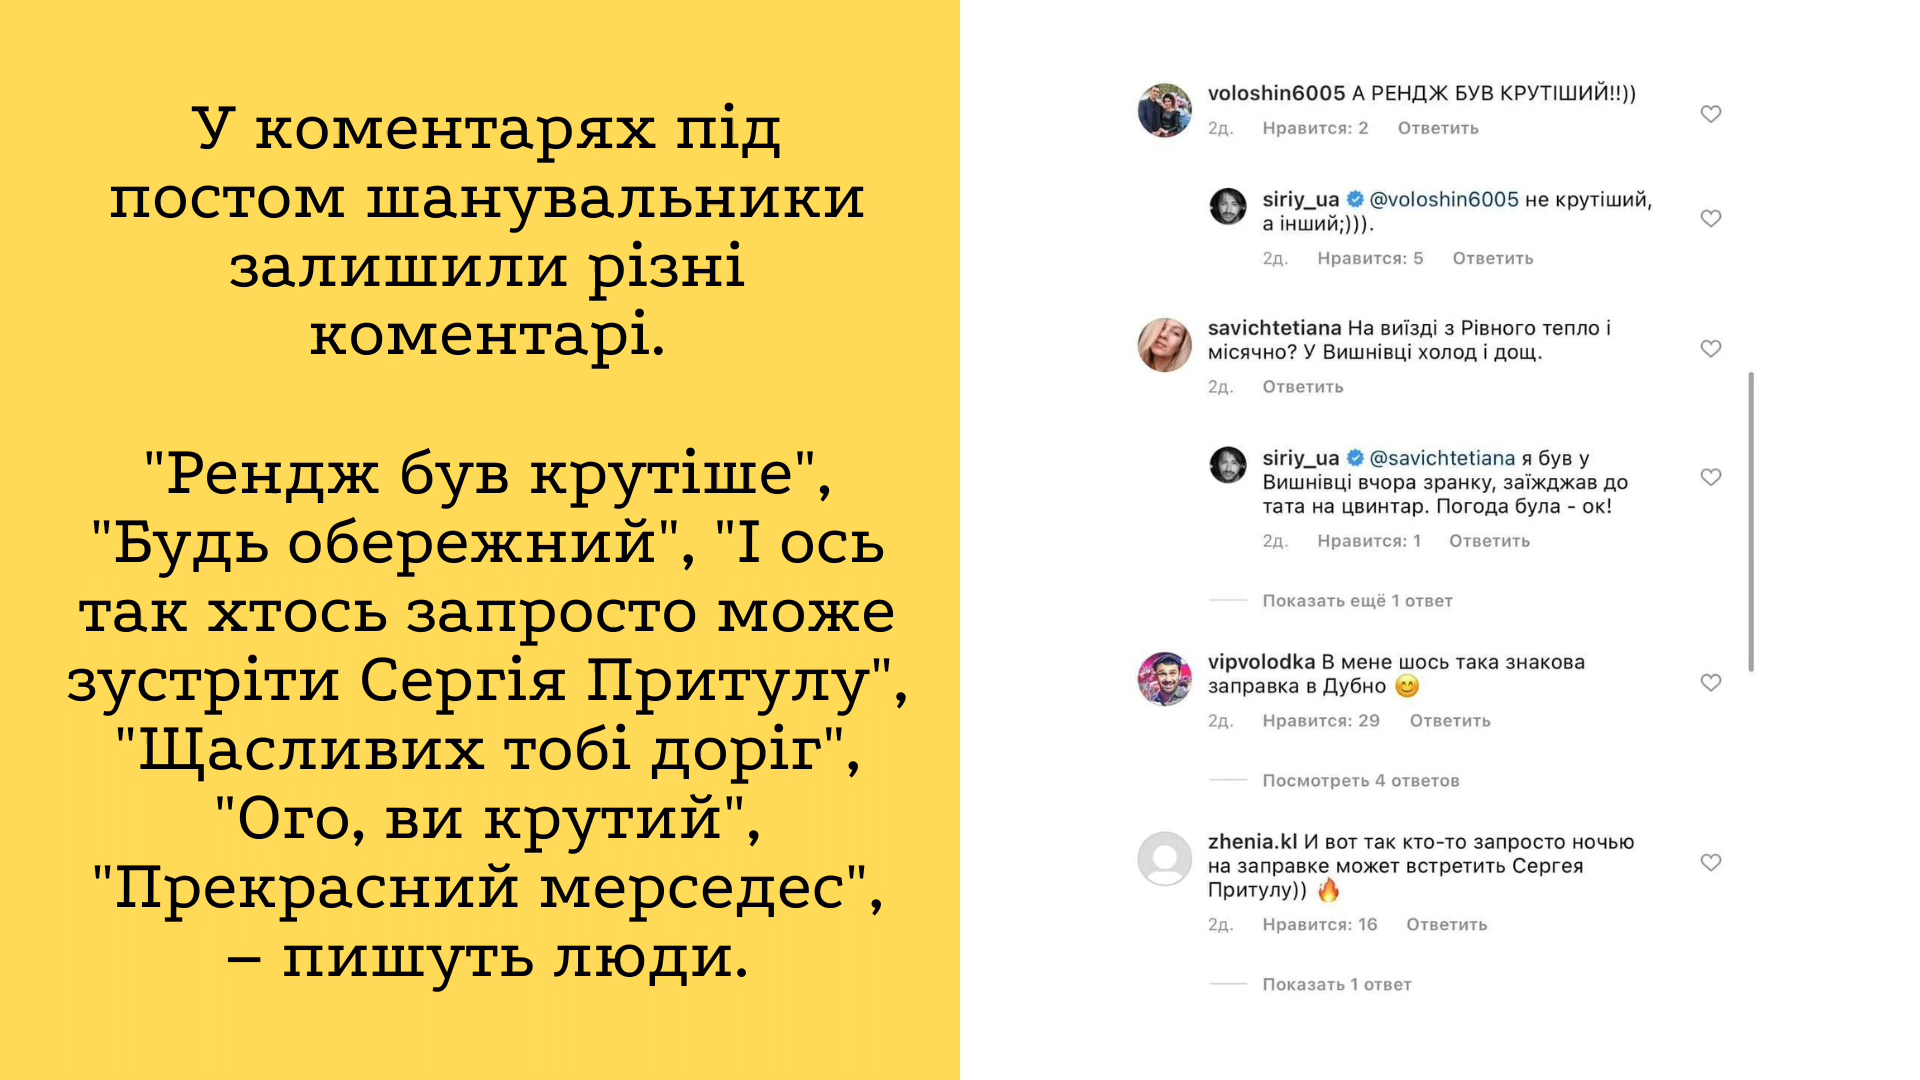 У коментарях під
постом шанувальники
залишили різні
коментарі.
"Рендж був крутіше",
"Будь обережний", "І ось
так хтось запросто може
зустріти Сергія Притулу",
"Щасливих тобі доріг",
"Ого, ви крутий",
"Прекрасний мерседес",
– пишуть люди.
voloshin6005 А РЕНДЖ БУВ КРУТІШИЙ!!))
2д. Нравится: 2 Ответить
siriy_ua @voloshin6005 не крутіший,
а інший;))).
2д. Нравится: 5 Ответить
savichtetiana На виїзді з Рівного тепло і
місячно? У Вишнівці холод і дощ.
2д. Ответить
siriy_ua @savichtetiana я був у
Вишнівці вчора зранку, заїжджав до
тата на цвинтар. Погода була - ок!
2д. Нравится: 1 Ответить
Показать ещё 1 ответ
vipvolodka В мене шось така знакова
заправка в Дубно 😊
2д. Нравится: 29 Ответить
Посмотреть 4 ответов
zhenia.kl И вот так кто-то запросто ночью
на заправке может встретить Сергея
Притулу)) 🔥
2д. Нравится: 16 Ответить
Показать 1 ответ